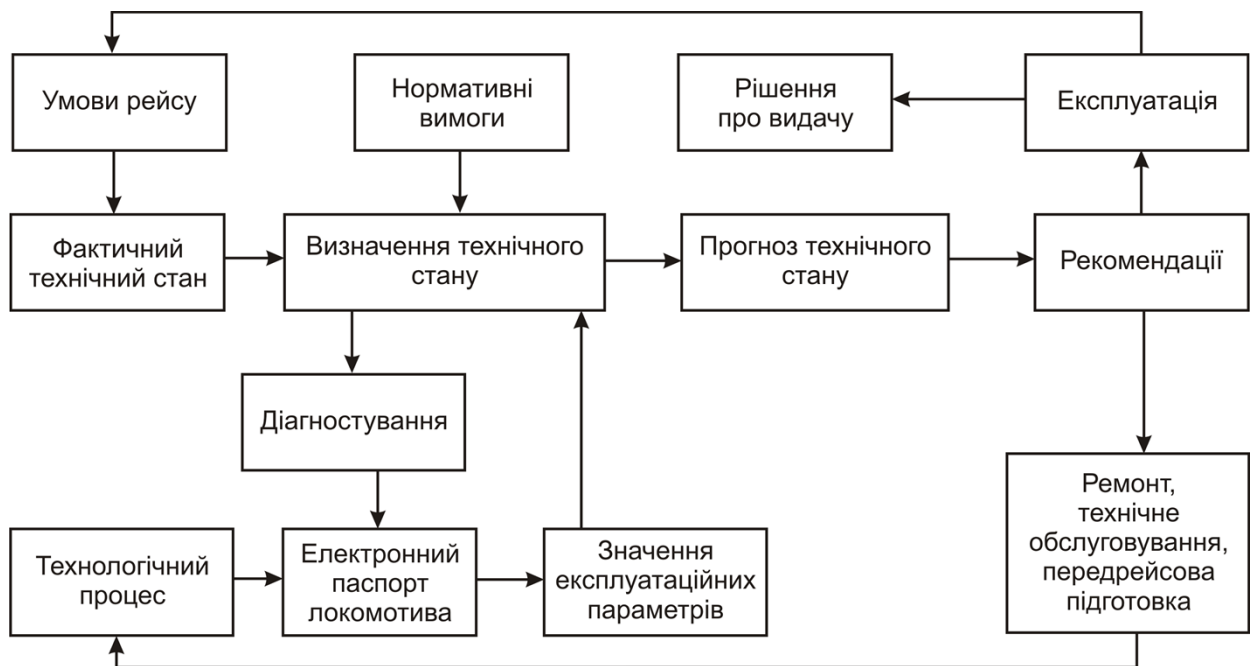 Умови рейсу
Нормативні
вимоги
Рішення
про видачу
Експлуатація
Фактичний
технічний стан
Визначення технічного
стану
Прогноз технічного
стану
Рекомендації
Діагностування
Технологічний
процес
Електронний
паспорт
локомотива
Значення
експлуатаційних
параметрів
Ремонт,
технічне
обслуговування,
передрейсова
підготовка